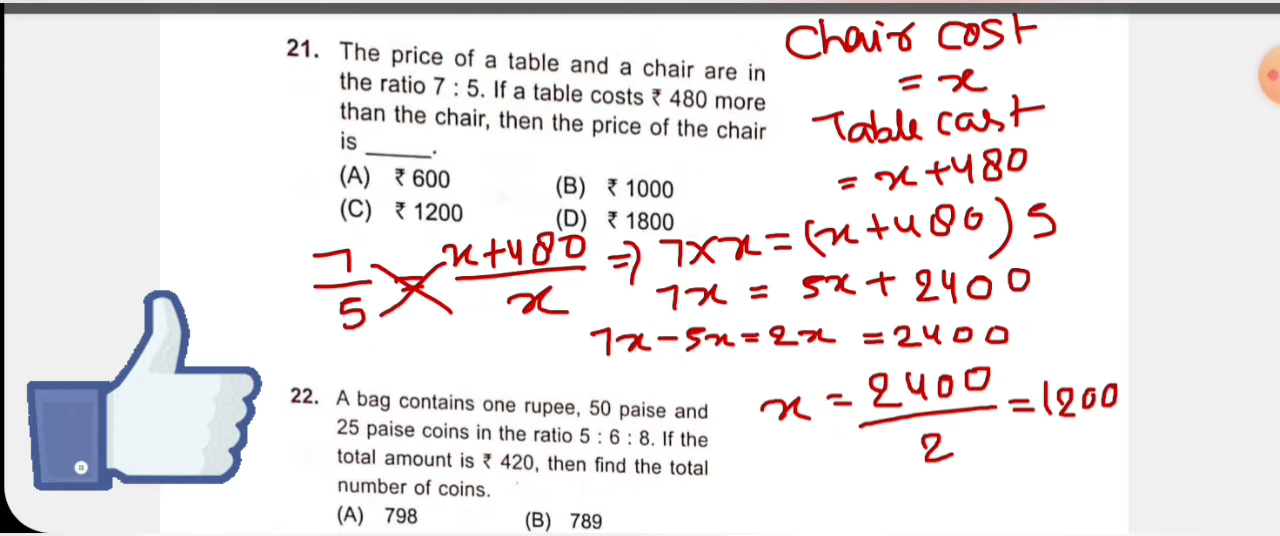 21. The price of a table and a chair are in
the ratio 7 : 5. If a table costs ₹ 480 more
than the chair, then the price of the chair
is ______.
(A) ₹ 600 (B) ₹ 1000
(C) ₹ 1200 (D) ₹ 1800
Chair cost
= x
Table cast
= x+480
7/5 x+480/x ⇒ 7×x = (x+480) 5
7x = 5x + 2400
7x-5x=2x = 2400
x = 2400/2 = 1200
22. A bag contains one rupee, 50 paise and
25 paise coins in the ratio 5 : 6 : 8. If the
total amount is ₹ 420, then find the total
number of coins.
(A) 798 (B) 789